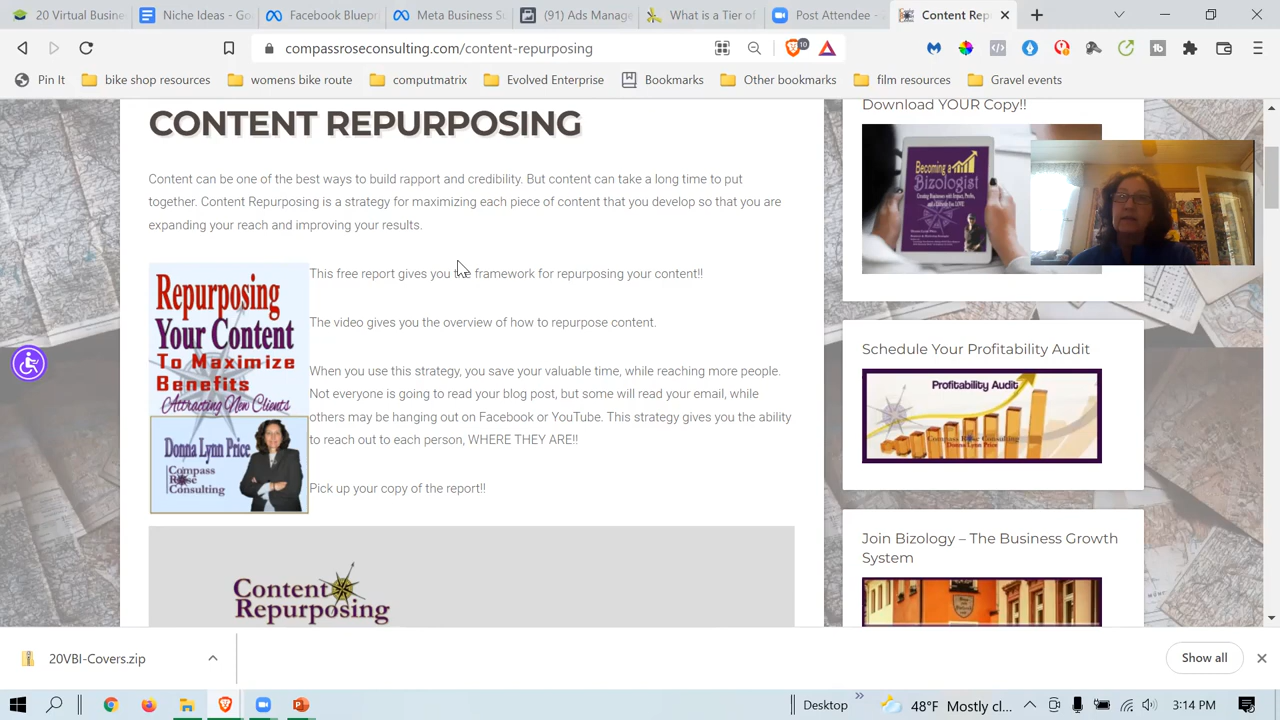 20 Virtual Busine
Niche Ideas - Go
Facebook Bluepr
Meta Business S
(91) Ads Manage
What is a Tier of
Post Attendee -
Content Rep
compassroseconsulting.com/content-repurposing
10
Pin It
bike shop resources
womens bike route
computmatrix
Evolved Enterprise
Bookmarks
Other bookmarks
film resources
Gravel events
CONTENT REPURPOSING
Content can be one of the best ways to build rapport and credibility. But content can take a long time to put
together. Content repurposing is a strategy for maximizing each piece of content that you develop so that you are
expanding your reach and improving your results.
Repurposing
Your Content
To Maximize
Benefits
Attracting New Clients
Donna Lynn Price
Compass
Rose
Consulting
This free report gives you the framework for repurposing your content!!
The video gives you the overview of how to repurpose content.
When you use this strategy, you save your valuable time, while reaching more people.
Not everyone is going to read your blog post, but some will read your email, while
others may be hanging out on Facebook or YouTube. This strategy gives you the ability
to reach out to each person, WHERE THEY ARE!!
Pick up your copy of the report!!
Content
Repurposing
Download YOUR Copy!!
Becoming a
Bizologist
Schedule Your Profitability Audit
Profitability Audit
Compass Rose Consulting
Donna Lynn Price
Join Bizology – The Business Growth
System
20VBI-Covers.zip
Show all
Desktop
48°F Mostly cl...
3:14 PM